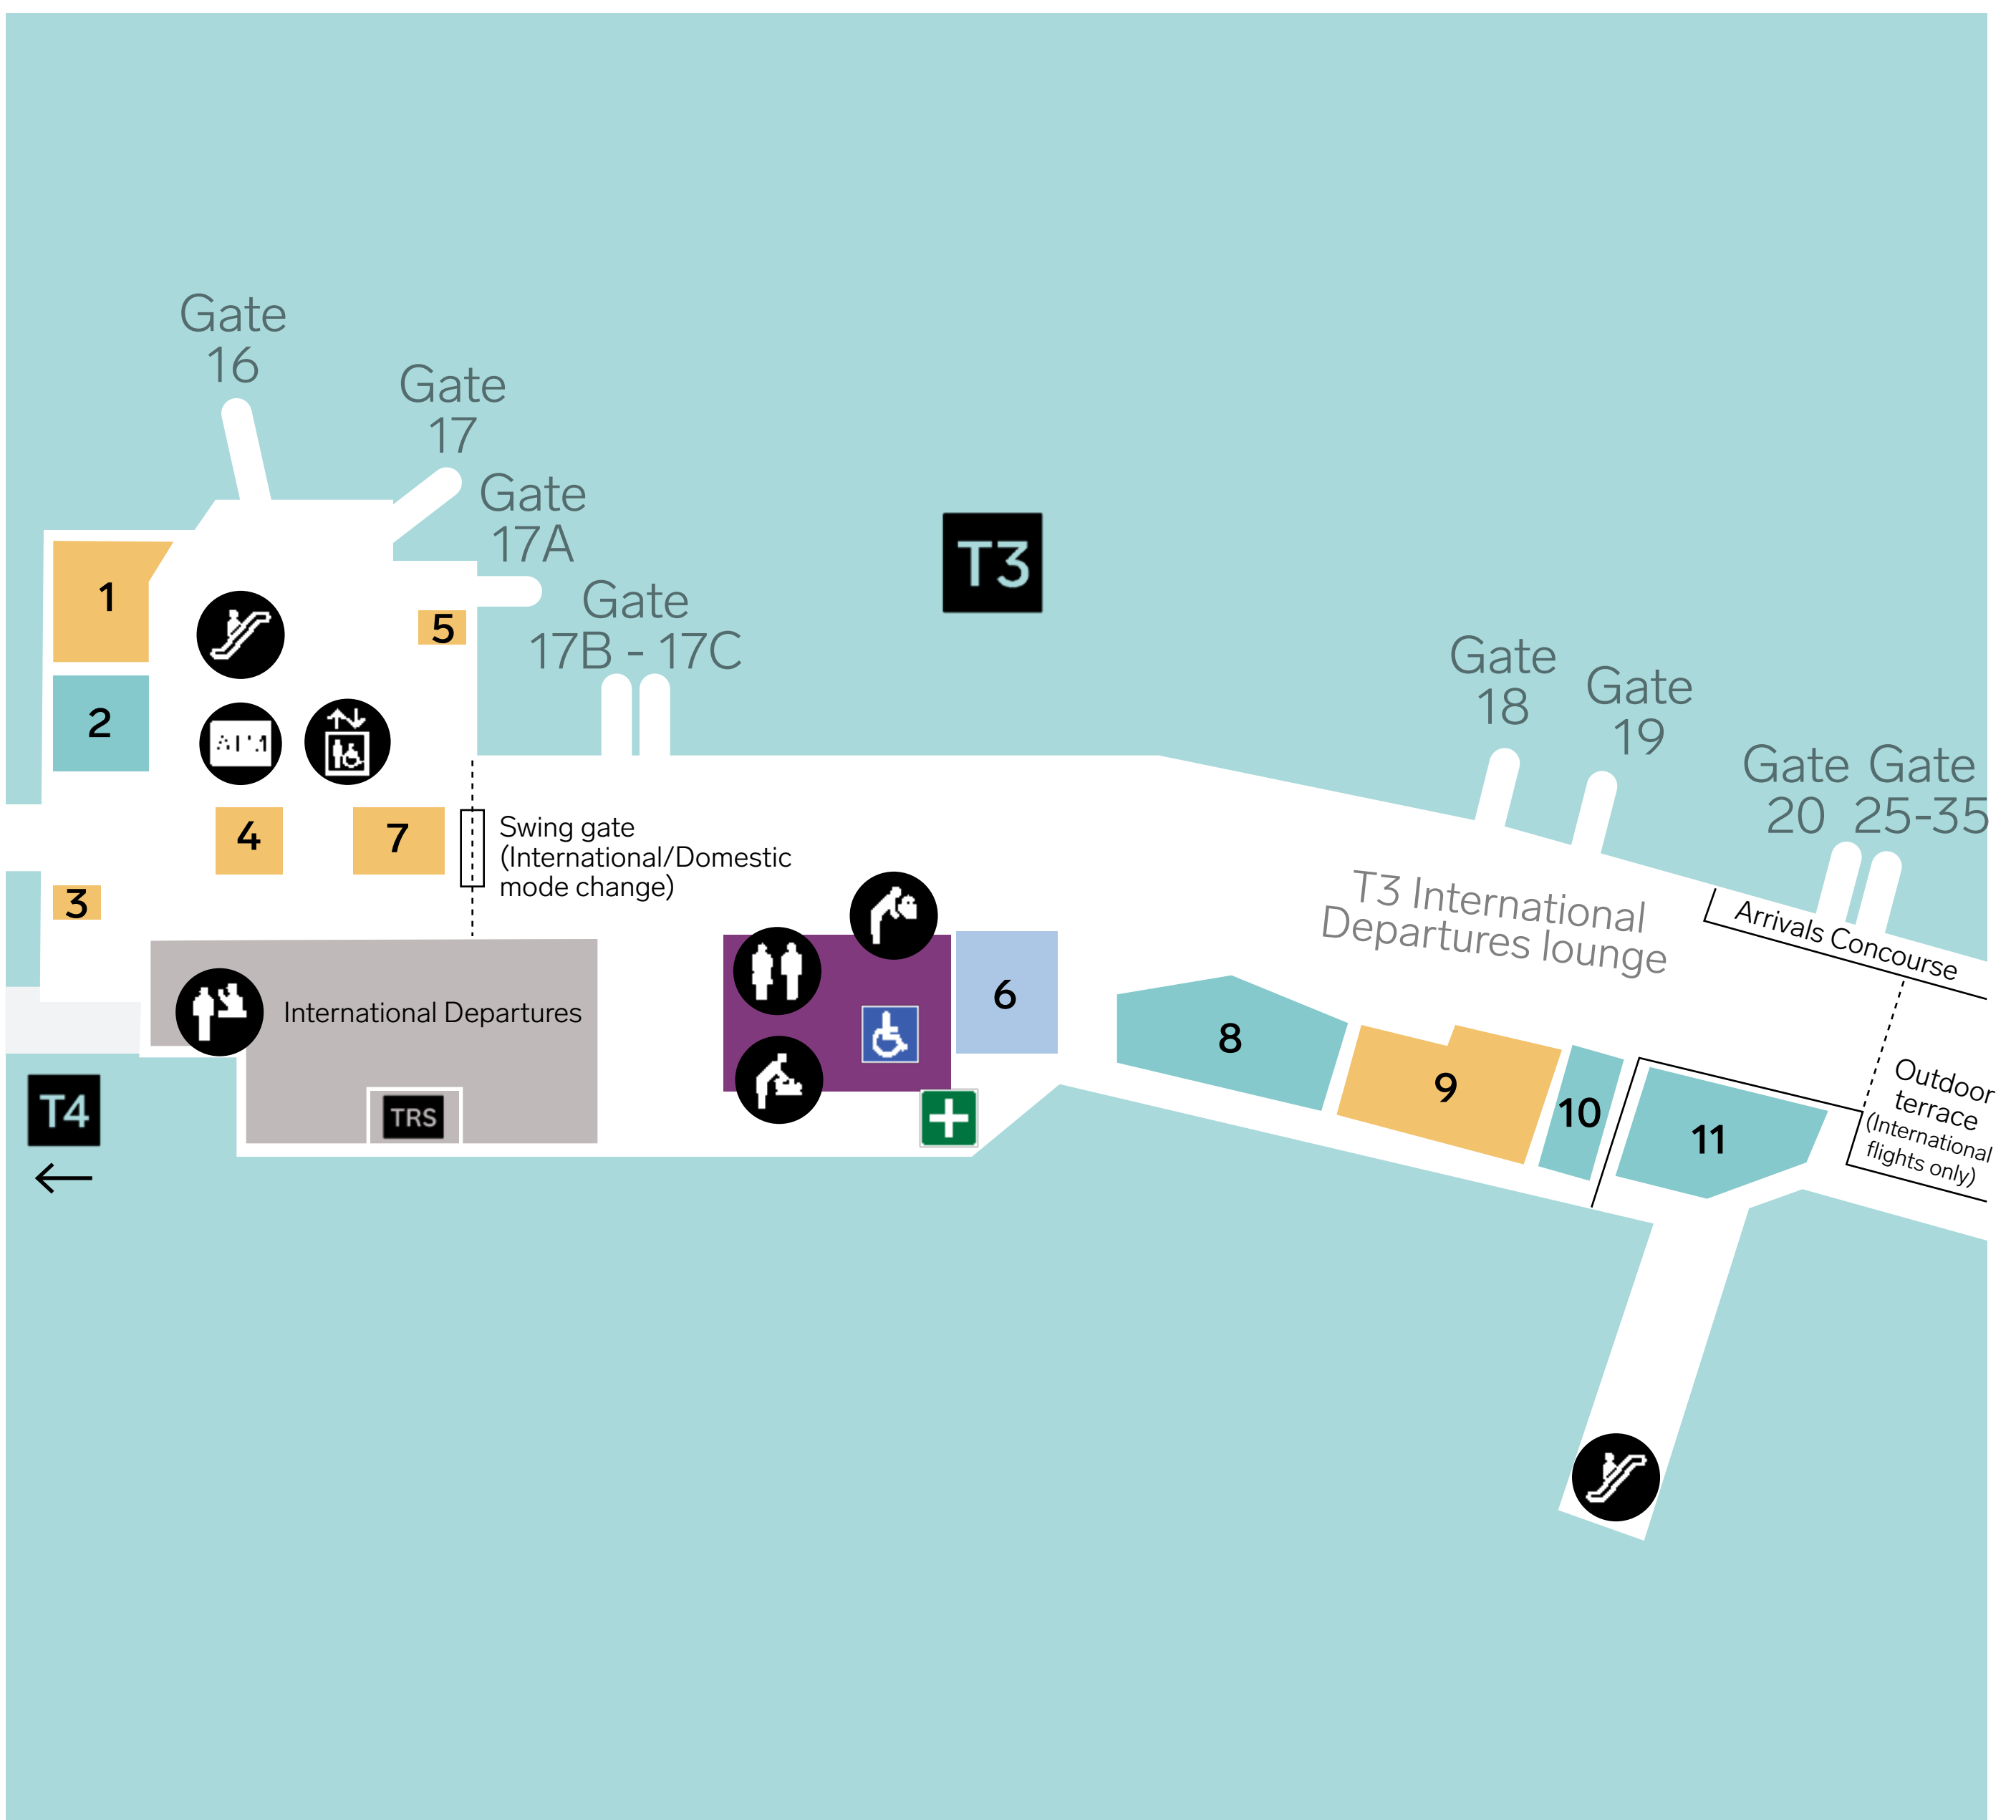 Gate
16
Gate
17
Gate
17A
Gate
17B - 17C
T3
Gate
18
Gate
19
Gate
20
Gate
25-35
1
5
2
4
7
3
Swing gate
(International/Domestic
mode change)
T3 International
Departures lounge
Arrivals Concourse
International Departures
6
8
9
10
11
Outdoor
terrace
(International
flights only)
T4
TRS